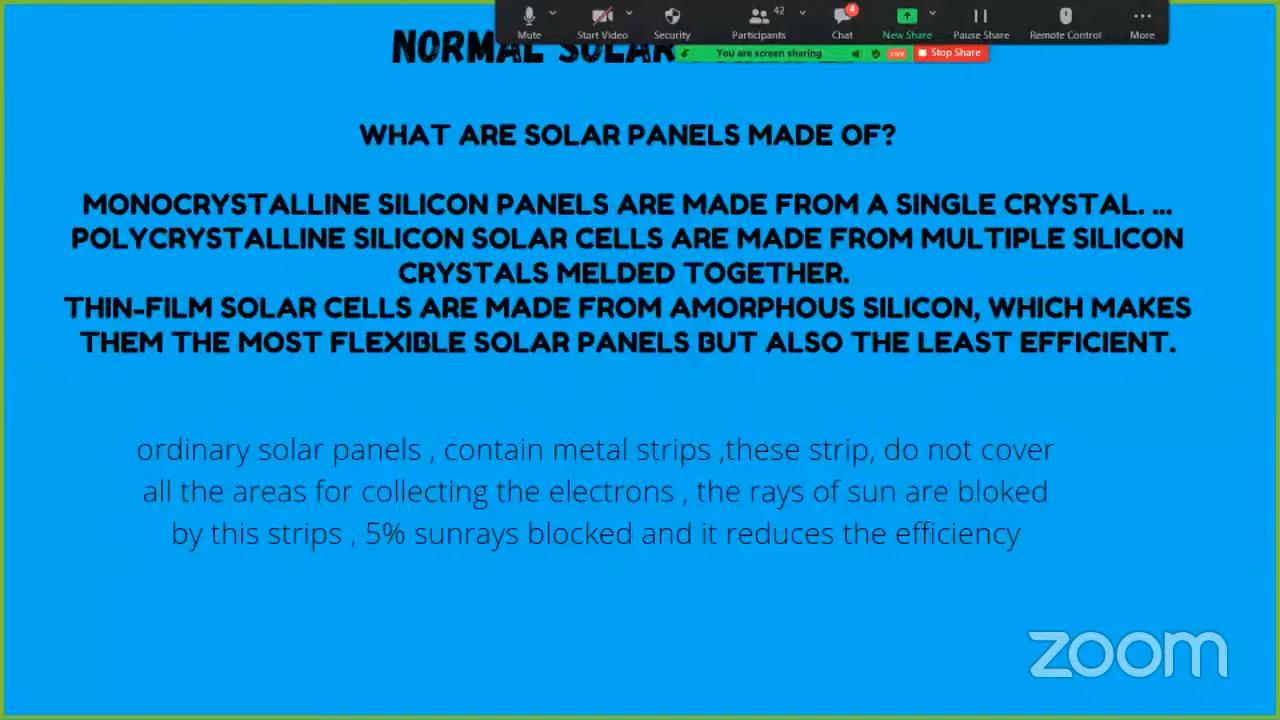 42
4
Mute
Start Video
Security
Participants
Chat
New Share
Pause Share
Remote Control
More
NORMAL SOLAR
You are screen sharing
LIVE
Stop Share
WHAT ARE SOLAR PANELS MADE OF?
MONOCRYSTALLINE SILICON PANELS ARE MADE FROM A SINGLE CRYSTAL. ...
POLYCRYSTALLINE SILICON SOLAR CELLS ARE MADE FROM MULTIPLE SILICON
CRYSTALS MELDED TOGETHER.
THIN-FILM SOLAR CELLS ARE MADE FROM AMORPHOUS SILICON, WHICH MAKES
THEM THE MOST FLEXIBLE SOLAR PANELS BUT ALSO THE LEAST EFFICIENT.
ordinary solar panels , contain metal strips ,these strip, do not cover
all the areas for collecting the electrons , the rays of sun are bloked
by this strips , 5% sunrays blocked and it reduces the efficiency
zoom